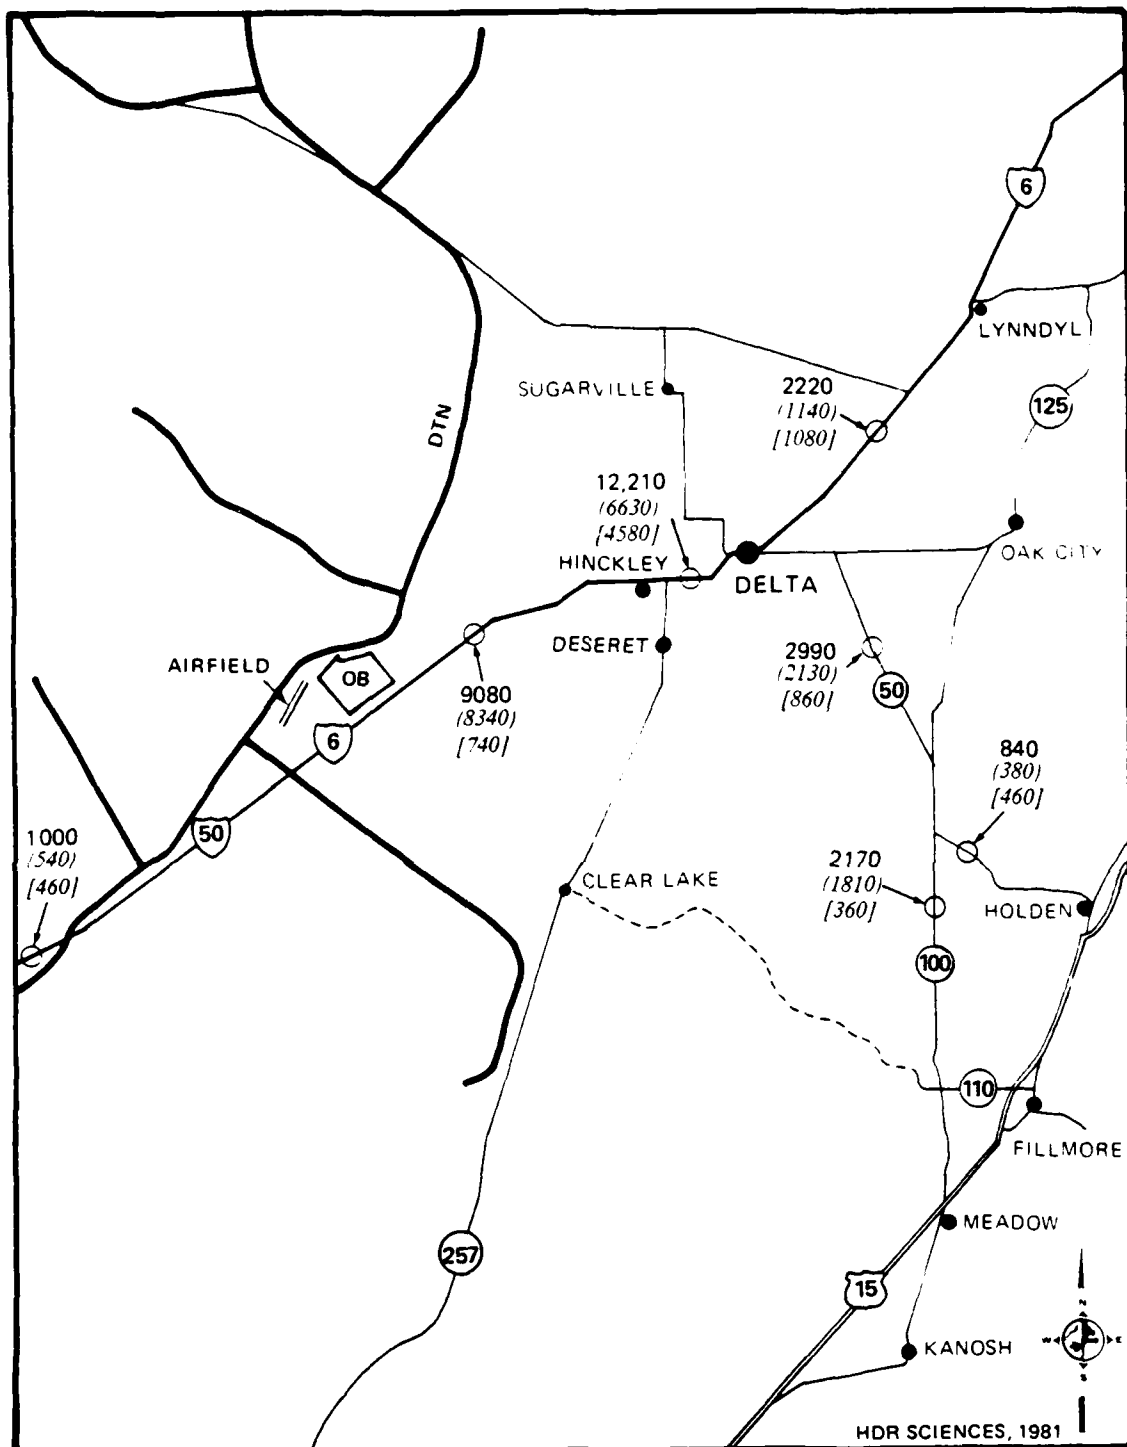 6
LYNNDYL
SUGARVILLE
2220
(1140)
[1080]
125
DTN
12,210
(6630)
[4580]
HINCKLEY
DELTA
OAK CITY
DESERET
2990
(2130)
[860]
50
AIRFIELD
OB
9080
(8340)
[740]
6
50
840
(380)
[460]
1000
(540)
[460]
CLEAR LAKE
2170
(1810)
[360]
HOLDEN
100
110
FILLMORE
MEADOW
257
15
KANOSH
N
W
E
S
HDR SCIENCES, 1981